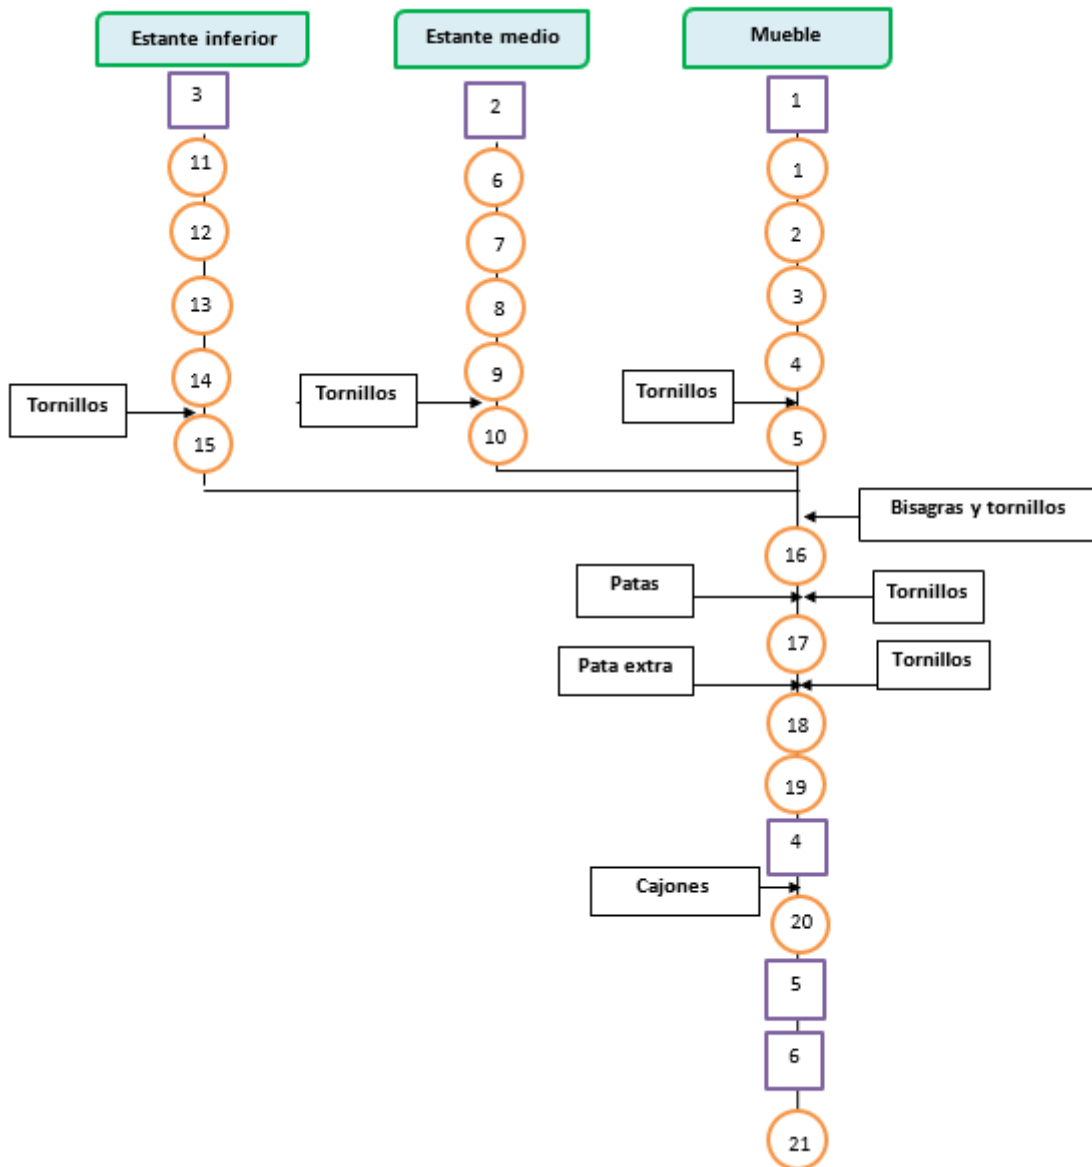 Estante inferior
Estante medio
Mueble
3
2
1
11
6
1
12
7
2
13
8
3
14
9
4
Tornillos
Tornillos
Tornillos
15
10
5
Bisagras y tornillos
16
Patas
Tornillos
17
Pata extra
Tornillos
18
19
4
Cajones
20
5
6
21